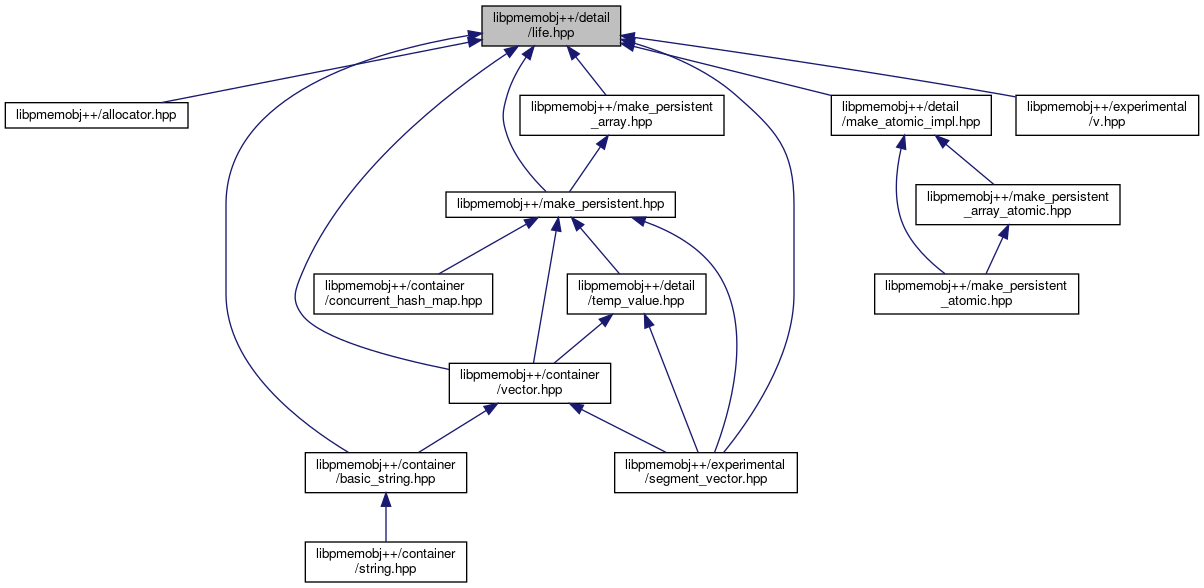 libpmemobj++/detail
/life.hpp
libpmemobj++/allocator.hpp
libpmemobj++/make_persistent
_array.hpp
libpmemobj++/detail
/make_atomic_impl.hpp
libpmemobj++/experimental
/v.hpp
libpmemobj++/make_persistent.hpp
libpmemobj++/make_persistent
_array_atomic.hpp
libpmemobj++/container
/concurrent_hash_map.hpp
libpmemobj++/detail
/temp_value.hpp
libpmemobj++/make_persistent
_atomic.hpp
libpmemobj++/container
/vector.hpp
libpmemobj++/container
/basic_string.hpp
libpmemobj++/experimental
/segment_vector.hpp
libpmemobj++/container
/string.hpp